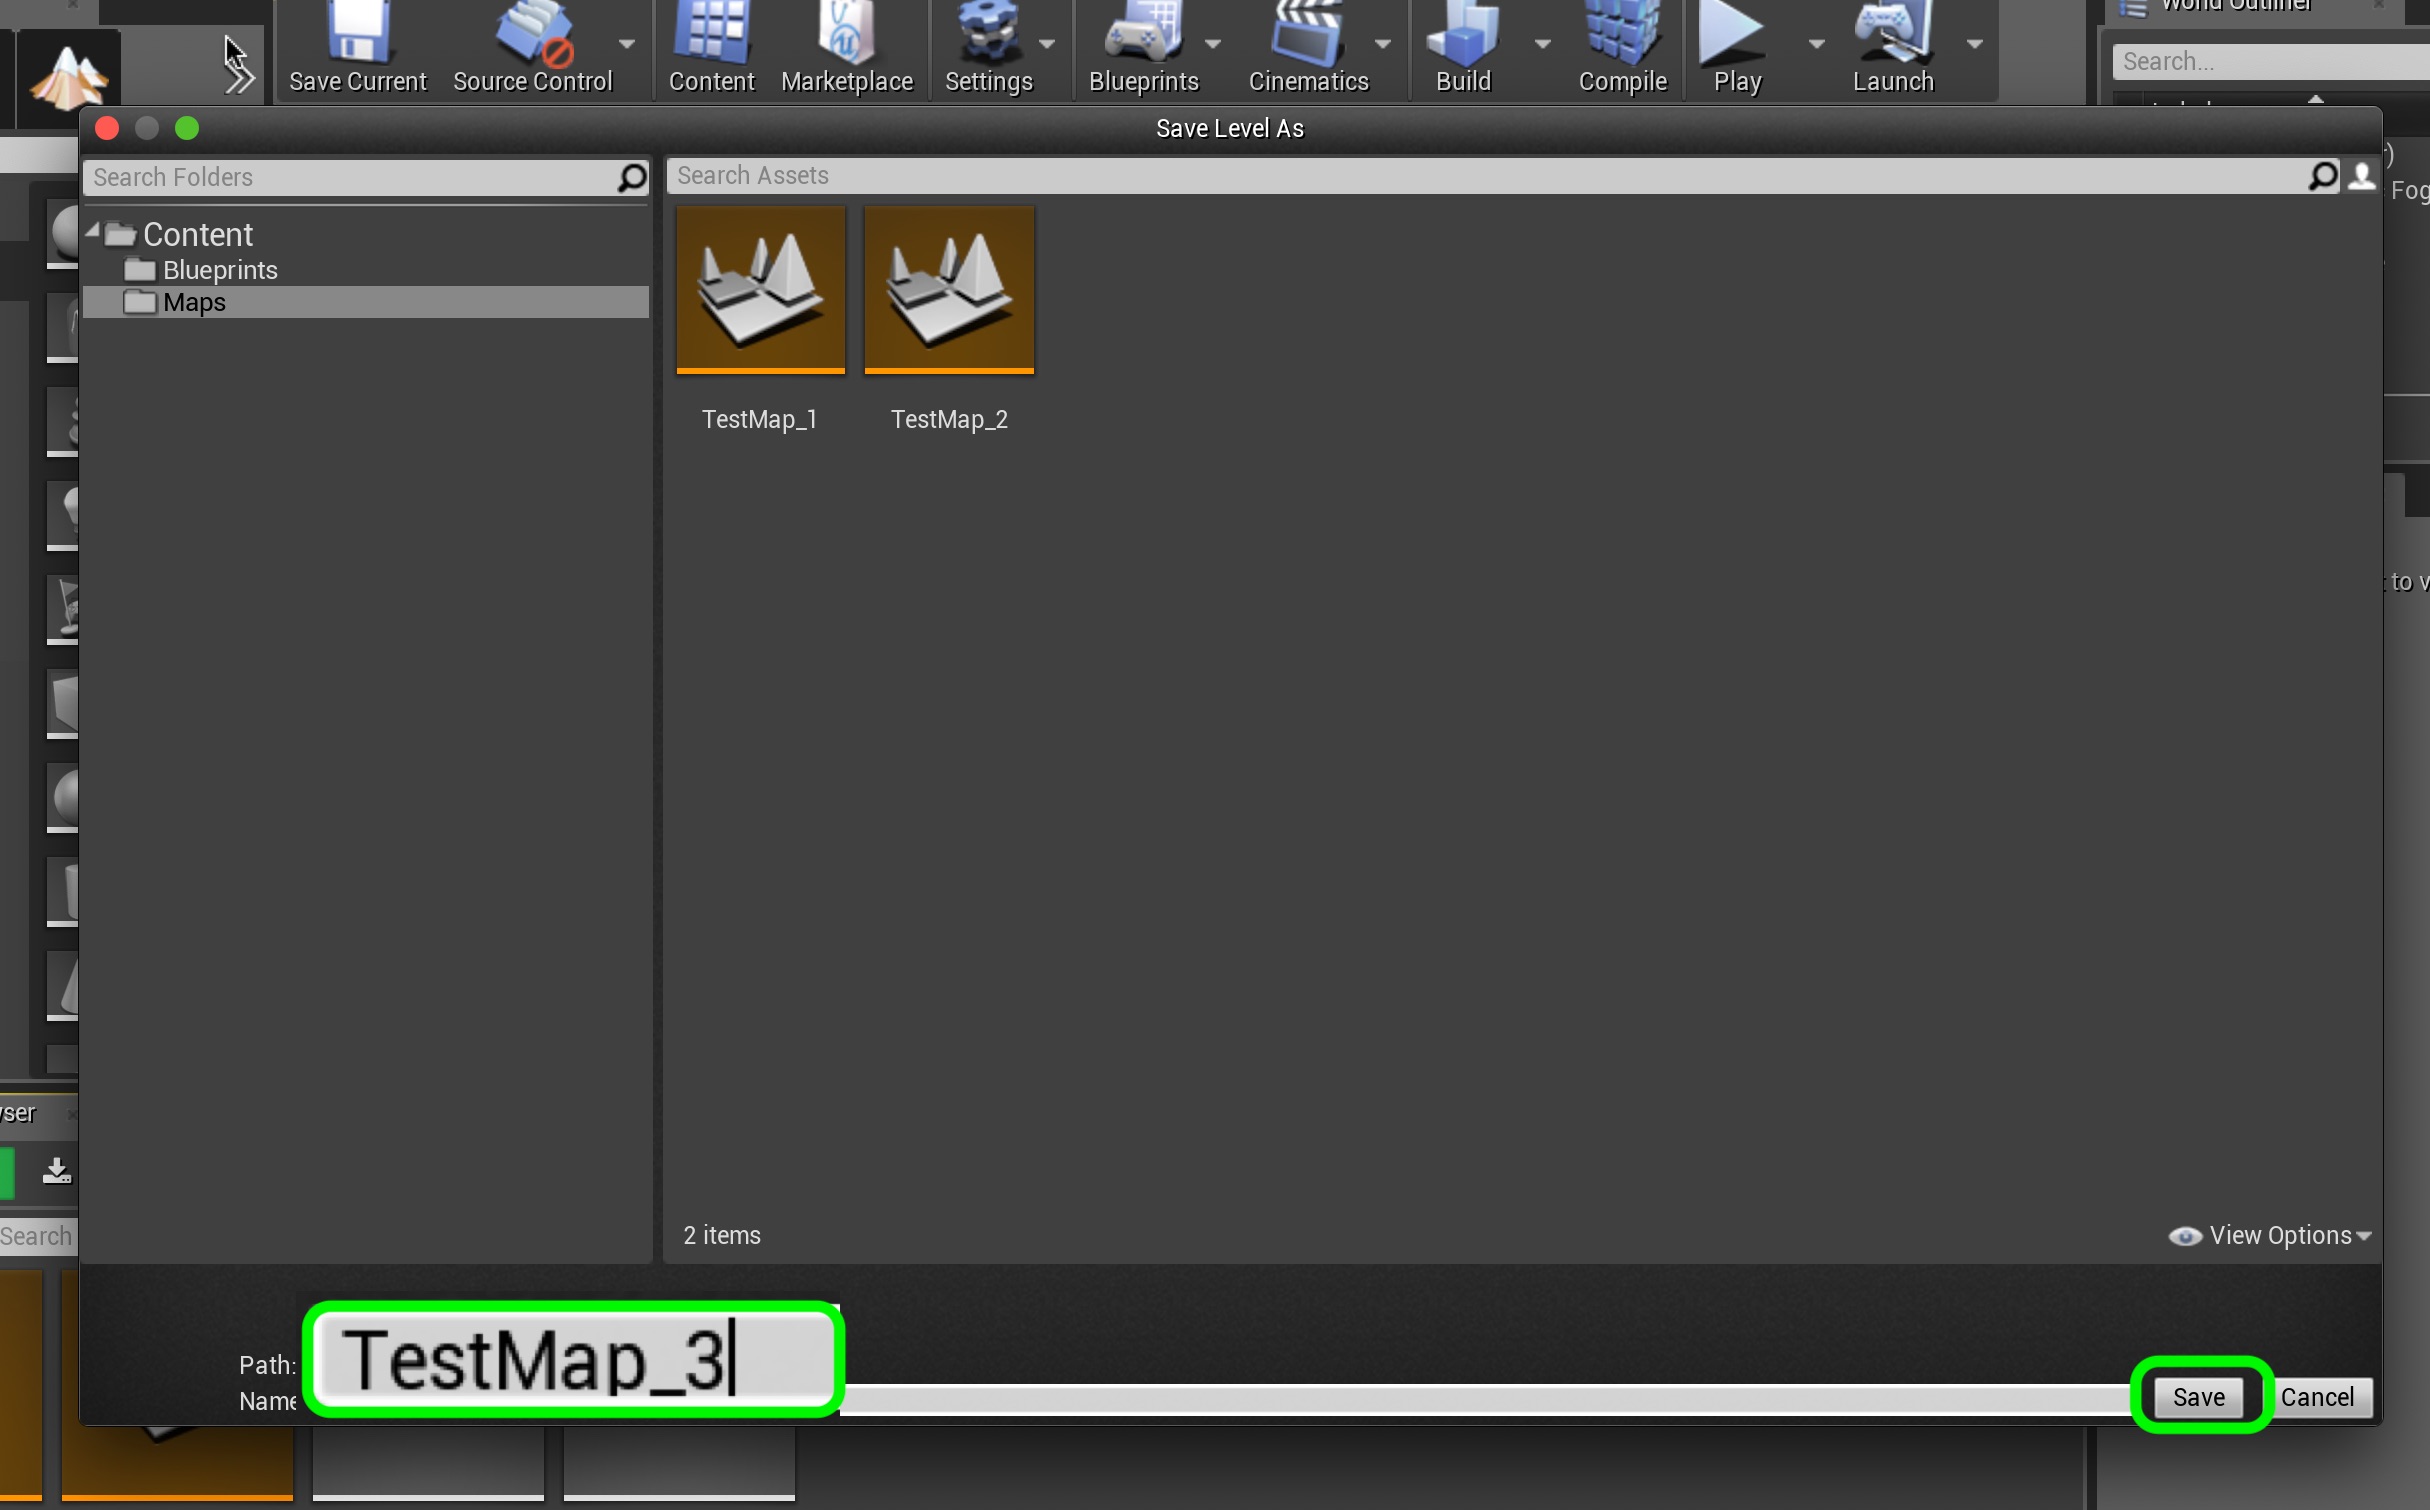 World Outliner
Save Current
Source Control
Content
Marketplace
Settings
Blueprints
Cinematics
Build
Compile
Play
Launch
Search...
Save Level As
Search Folders
Search Assets
Content
Blueprints
Maps
TestMap_1
TestMap_2
Fog
to
Search
2 items
View Options
Path:
TestMap_3
Name
Save
Cancel